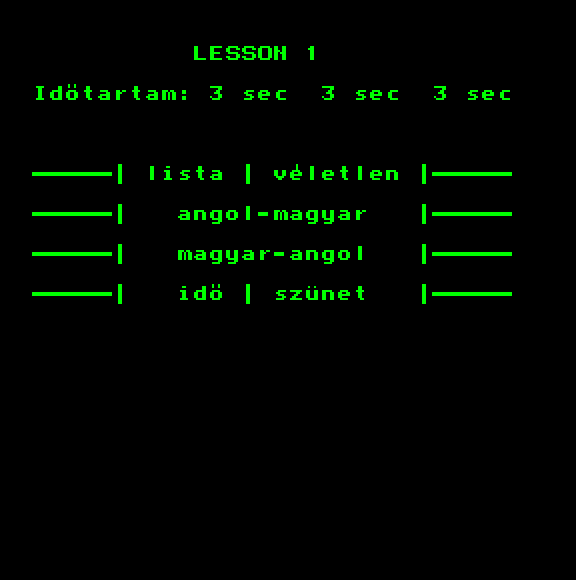 LESSON 1
Idötartam: 3 sec 3 sec 3 sec
| lista | véletlen |
| angol-magyar |
| magyar-angol |
| idö | szünet |